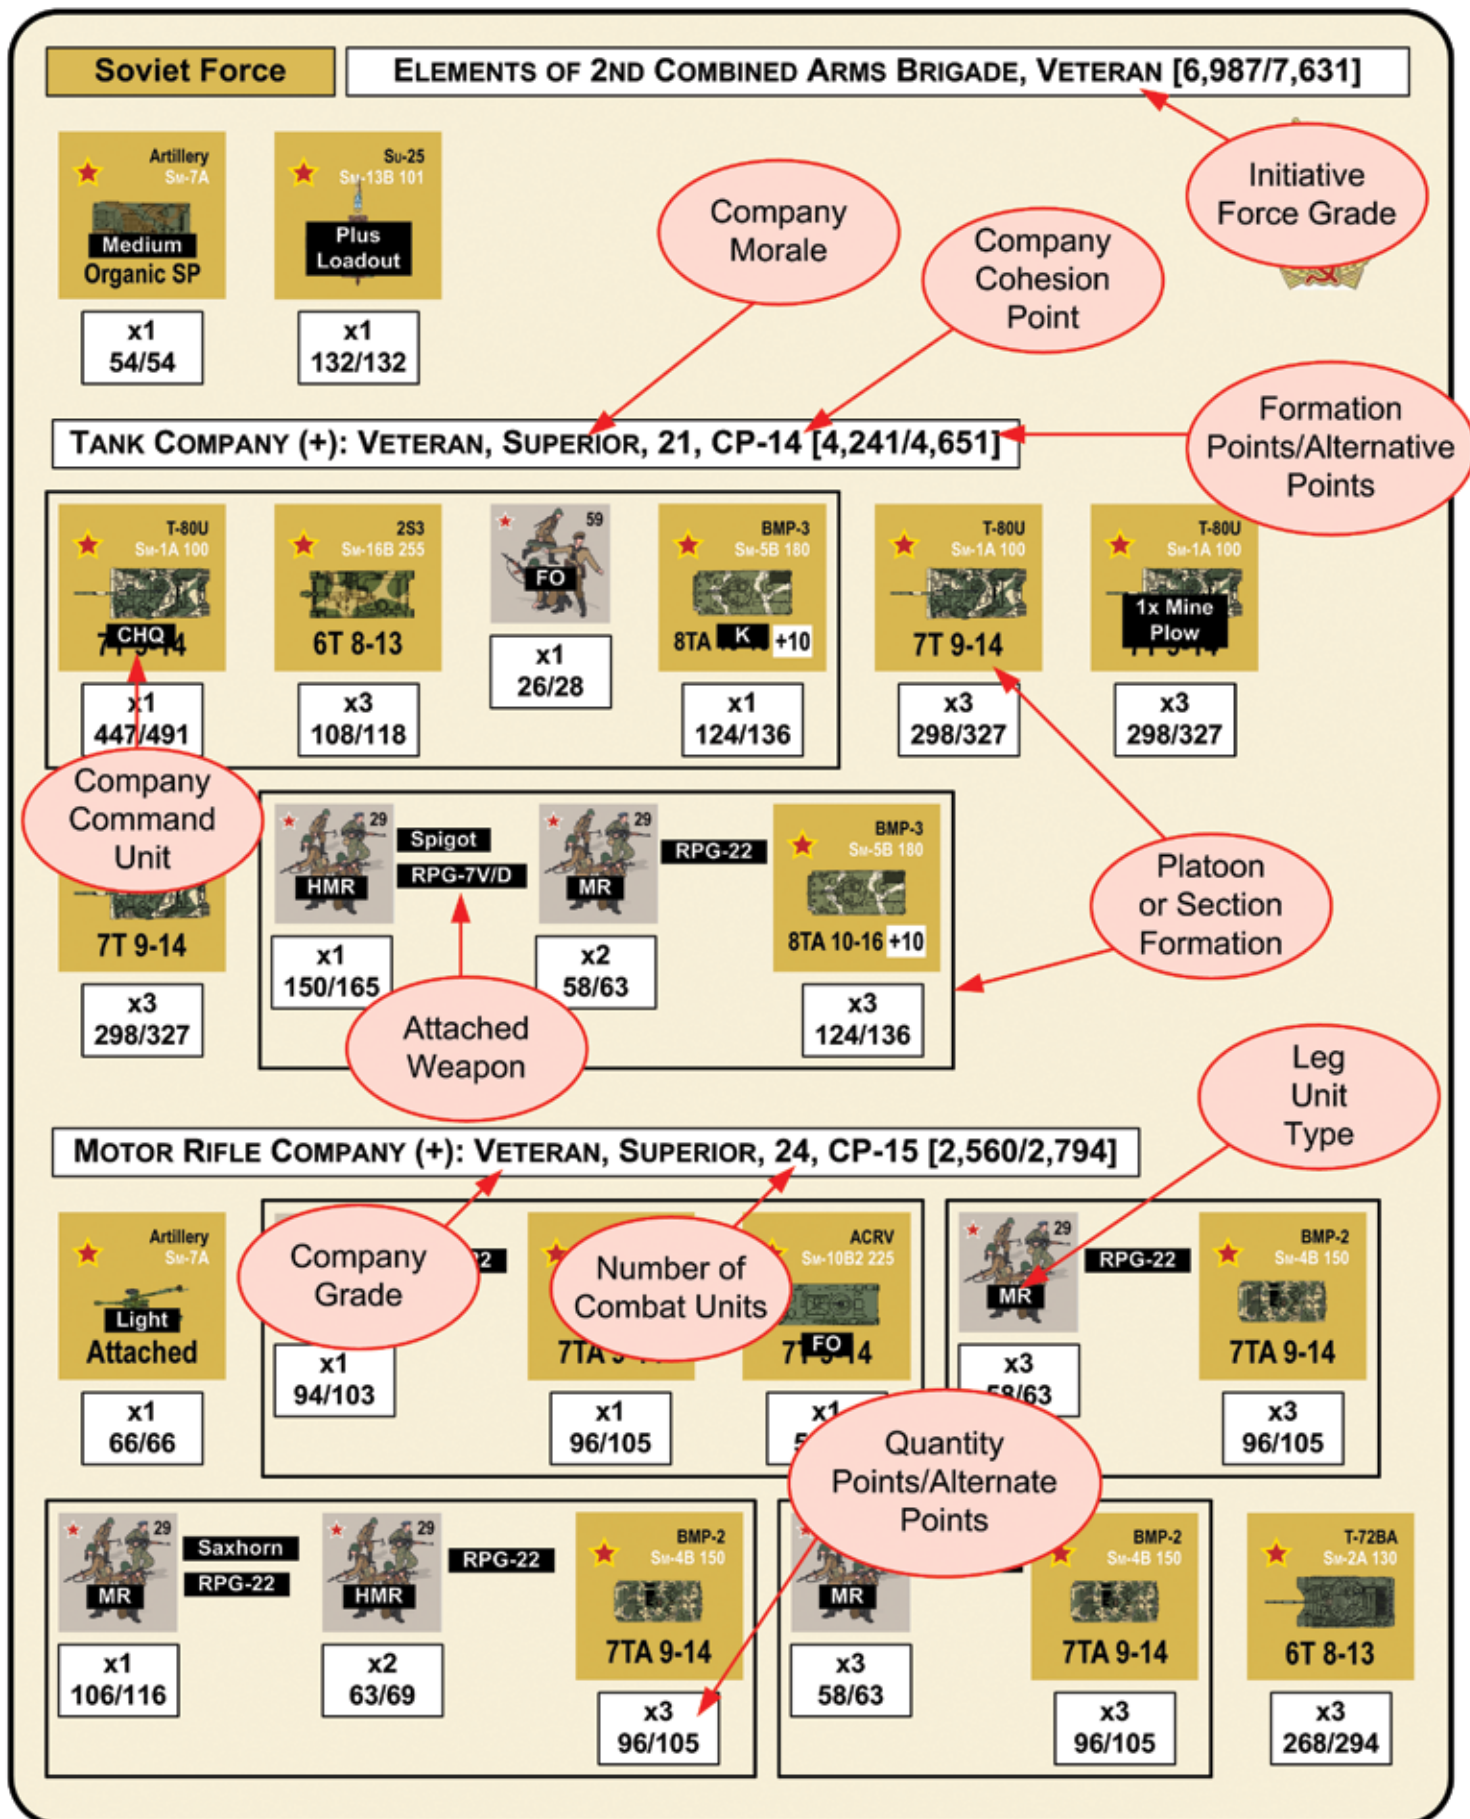 Soviet Force
ELEMENTS OF 2ND COMBINED ARMS BRIGADE, VETERAN [6,987/7,631]
Initiative
Force Grade
Artillery
SM-7A
Medium
Organic SP
x1
54/54
SU-25
SM-13B 101
Plus
Loadout
x1
132/132
Company
Morale
Company
Cohesion
Point
Formation
Points/Alternative
Points
TANK COMPANY (+): VETERAN, SUPERIOR, 21, CP-14 [4,241/4,651]
T-80U
SM-1A 100
CHQ
7T 9-14
x1
447/491
2S3
SM-16B 255
6T 8-13
x3
108/118
59
FO
x1
26/28
BMP-3
SM-5B 180
8TA
K
+10
x1
124/136
T-80U
SM-1A 100
7T 9-14
x3
298/327
T-80U
SM-1A 100
1x Mine
Plow
x3
298/327
Company
Command
Unit
7T 9-14
x3
298/327
29
HMR
Spigot
RPG-7V/D
x1
150/165
29
MR
RPG-22
x2
58/63
BMP-3
SM-5B 180
8TA 10-16 +10
x3
124/136
Attached
Weapon
Platoon
or Section
Formation
Leg
Unit
Type
MOTOR RIFLE COMPANY (+): VETERAN, SUPERIOR, 24, CP-15 [2,560/2,794]
Artillery
SM-7A
Light
Attached
x1
66/66
Company
Grade
x1
94/103
Number of
Combat Units
7TA
x1
96/105
ACRV
SM-10B2 225
FO
x1
29
MR
RPG-22
x3
58/63
BMP-2
SM-4B 150
7TA 9-14
x3
96/105
Quantity
Points/Alternate
Points
29
MR
Saxhorn
RPG-22
x1
106/116
29
HMR
RPG-22
x2
63/69
BMP-2
SM-4B 150
7TA 9-14
x3
96/105
MR
x3
58/63
BMP-2
SM-4B 150
7TA 9-14
x3
96/105
T-72BA
SM-2A 130
6T 8-13
x3
268/294